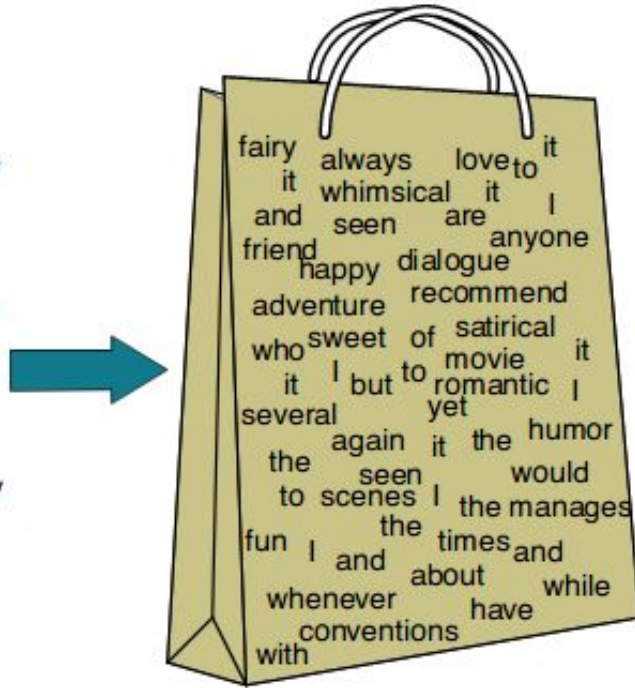 fairy always love to it
it whimsical it I
and seen are anyone
friend happy dialogue
adventure recommend
who sweet of satirical it
it I but to movie romantic I
several yet
again it the humor
the seen would
to scenes I the manages
fun I and the times and
about while
whenever have
conventions
with